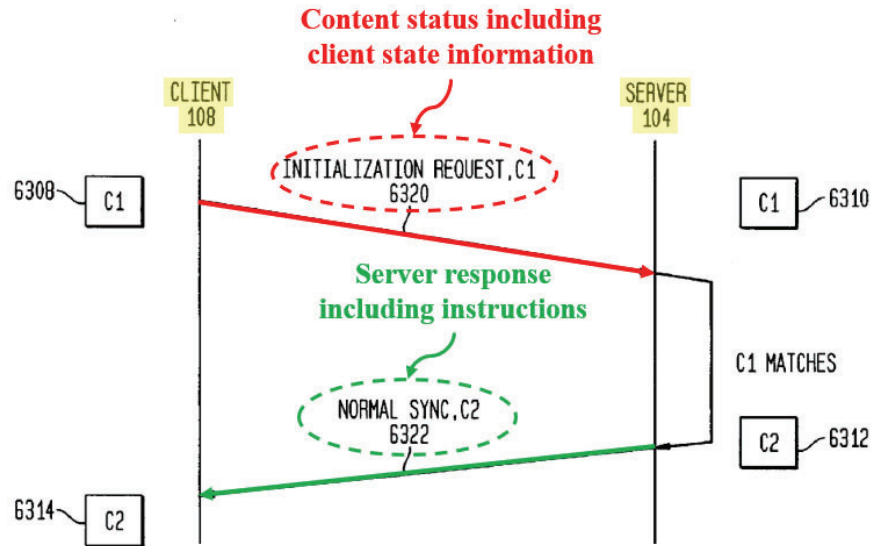 Content status including
client state information
CLIENT
108
SERVER
104
INITIALIZATION REQUEST,C1
6320
6308
C1
C1
6310
Server response
including instructions
C1 MATCHES
NORMAL SYNC,C2
6322
C2
6312
6314
C2